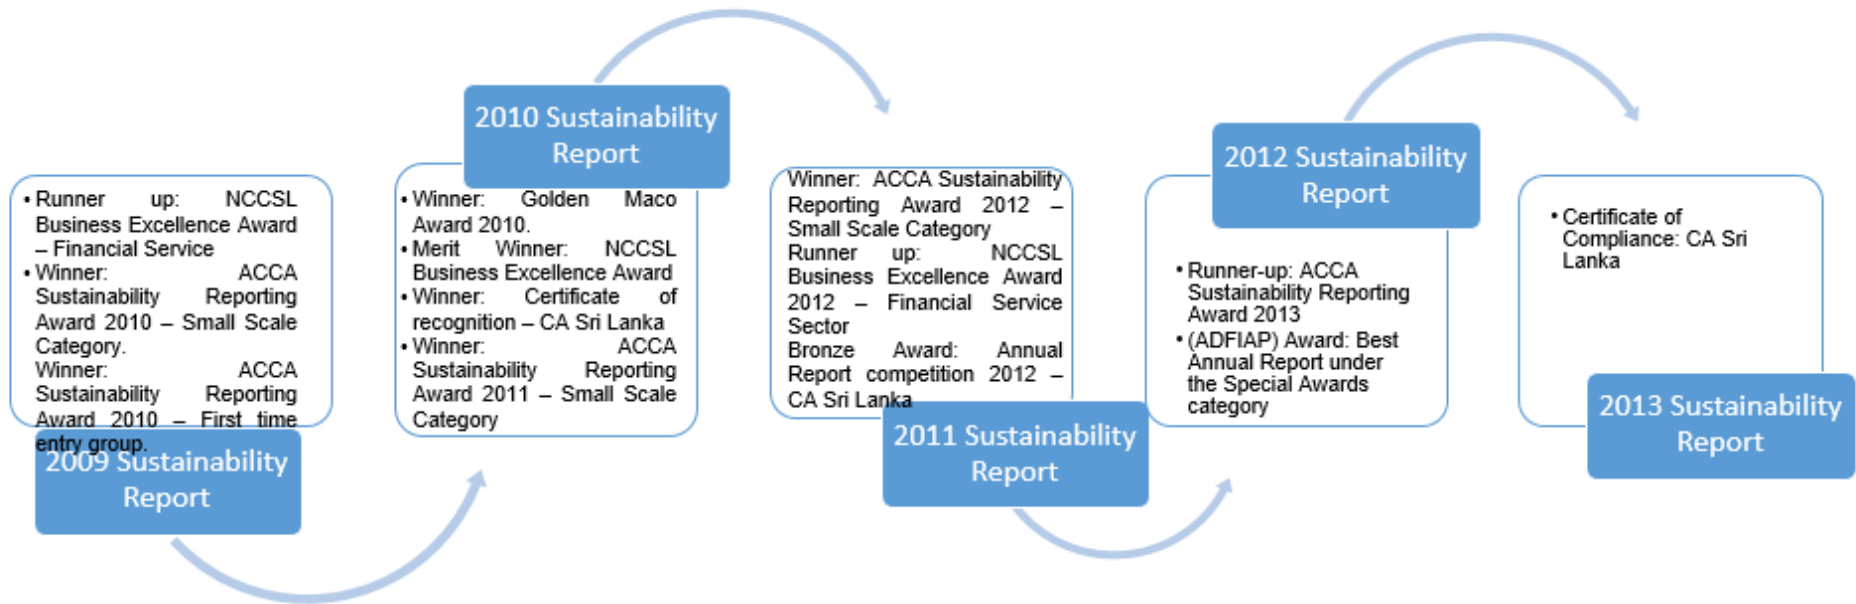 • Runner up: NCCSL
Business Excellence Award
– Financial Service
• Winner: ACCA
Sustainability Reporting
Award 2010 – Small Scale
Category.
Winner: ACCA
Sustainability Reporting
Award 2010 – First time
entry group.
2009 Sustainability
Report
2010 Sustainability
Report
• Winner: Golden Maco
Award 2010.
• Merit Winner: NCCSL
Business Excellence Award
• Winner: Certificate of
recognition – CA Sri Lanka
• Winner: ACCA
Sustainability Reporting
Award 2011 – Small Scale
Category
Winner: ACCA Sustainability
Reporting Award 2012 –
Small Scale Category
Runner up: NCCSL
Business Excellence Award
2012 – Financial Service
Sector
Bronze Award: Annual
Report competition 2012 –
CA Sri Lanka
2011 Sustainability
Report
2012 Sustainability
Report
• Runner-up: ACCA
Sustainability Reporting
Award 2013
• (ADFIAP) Award: Best
Annual Report under
the Special Awards
category
• Certificate of
Compliance: CA Sri
Lanka
2013 Sustainability
Report